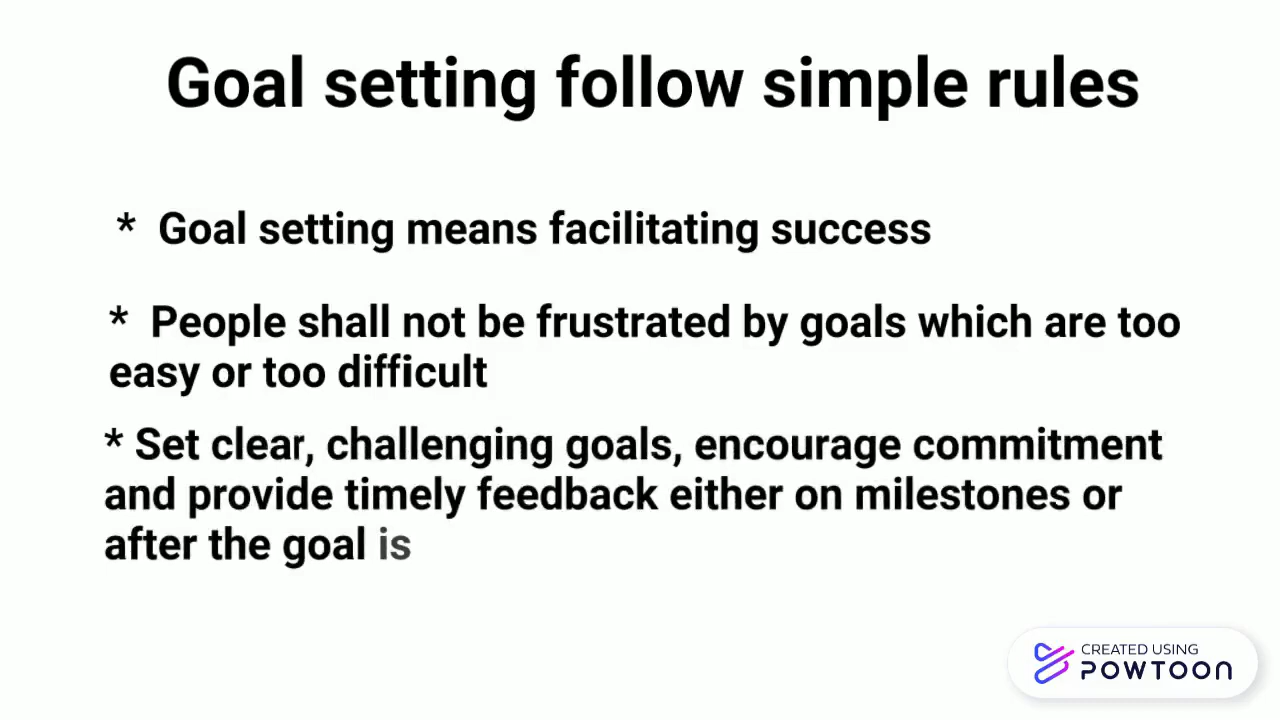 Goal setting follow simple rules
* Goal setting means facilitating success
* People shall not be frustrated by goals which are too
easy or too difficult
* Set clear, challenging goals, encourage commitment
and provide timely feedback either on milestones or
after the goal is
CREATED USING
POWTOON